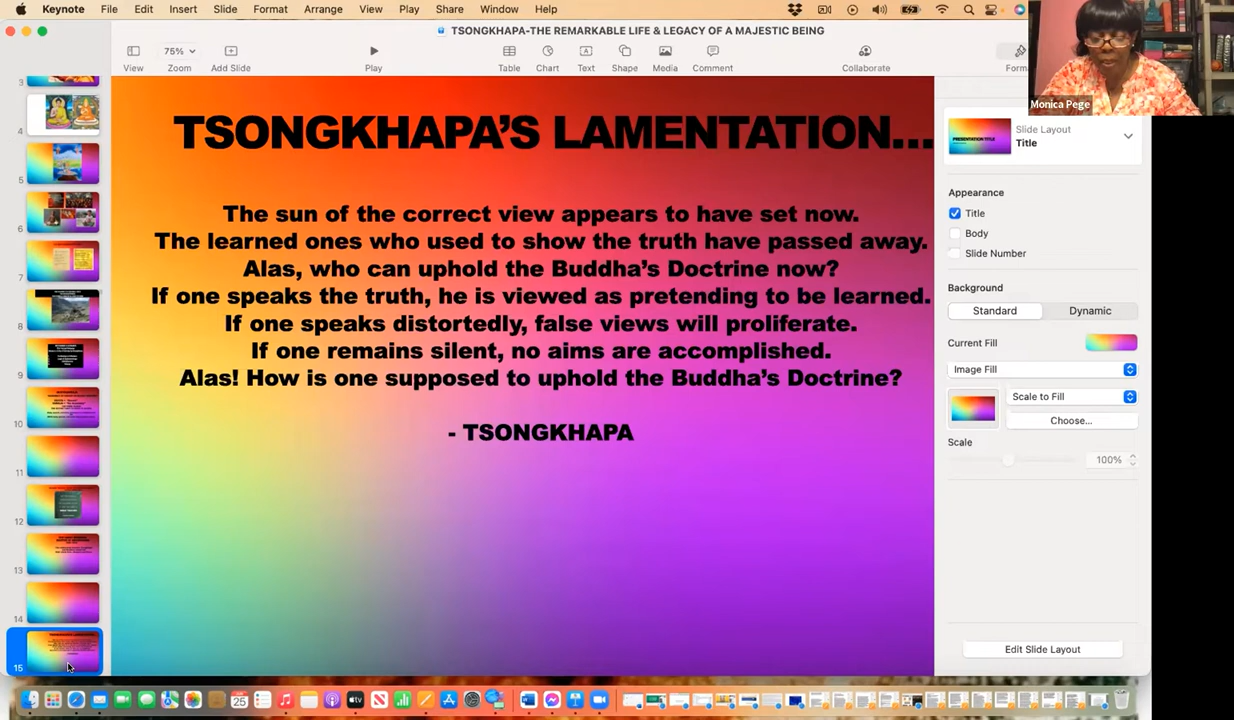 Keynote File Edit Insert Slide Format Arrange View Play Share Window Help
TSONGKHAPA-THE REMARKABLE LIFE & LEGACY OF A MAJESTIC BEING
75%
View Zoom Add Slide Play Table Chart Text Shape Media Comment Collaborate Form
Monica Pege
3
4
5
6
7
8
9
10
11
12
13
14
15
TSONGKHAPA'S LAMENTATION...
The sun of the correct view appears to have set now.
The learned ones who used to show the truth have passed away.
Alas, who can uphold the Buddha's Doctrine now?
If one speaks the truth, he is viewed as pretending to be learned.
If one speaks distortedly, false views will proliferate.
If one remains silent, no aims are accomplished.
Alas! How is one supposed to uphold the Buddha's Doctrine?
- TSONGKHAPA
PRESENTATION TITLE
Slide Layout
Title
Appearance
Title
Body
Slide Number
Background
Standard Dynamic
Current Fill
Image Fill
Scale to Fill
Choose...
Scale
100%
Edit Slide Layout
25